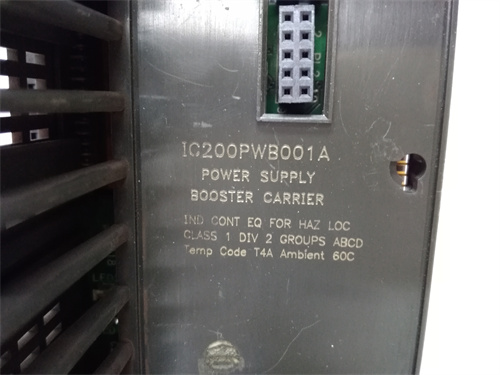 IC200PWB001A
POWER SUPPLY
BOOSTER CARRIER
IND CONT EQ FOR HAZ LOC
CLASS 1 DIV 2 GROUPS ABCD
Temp Code T4A Ambient 60C